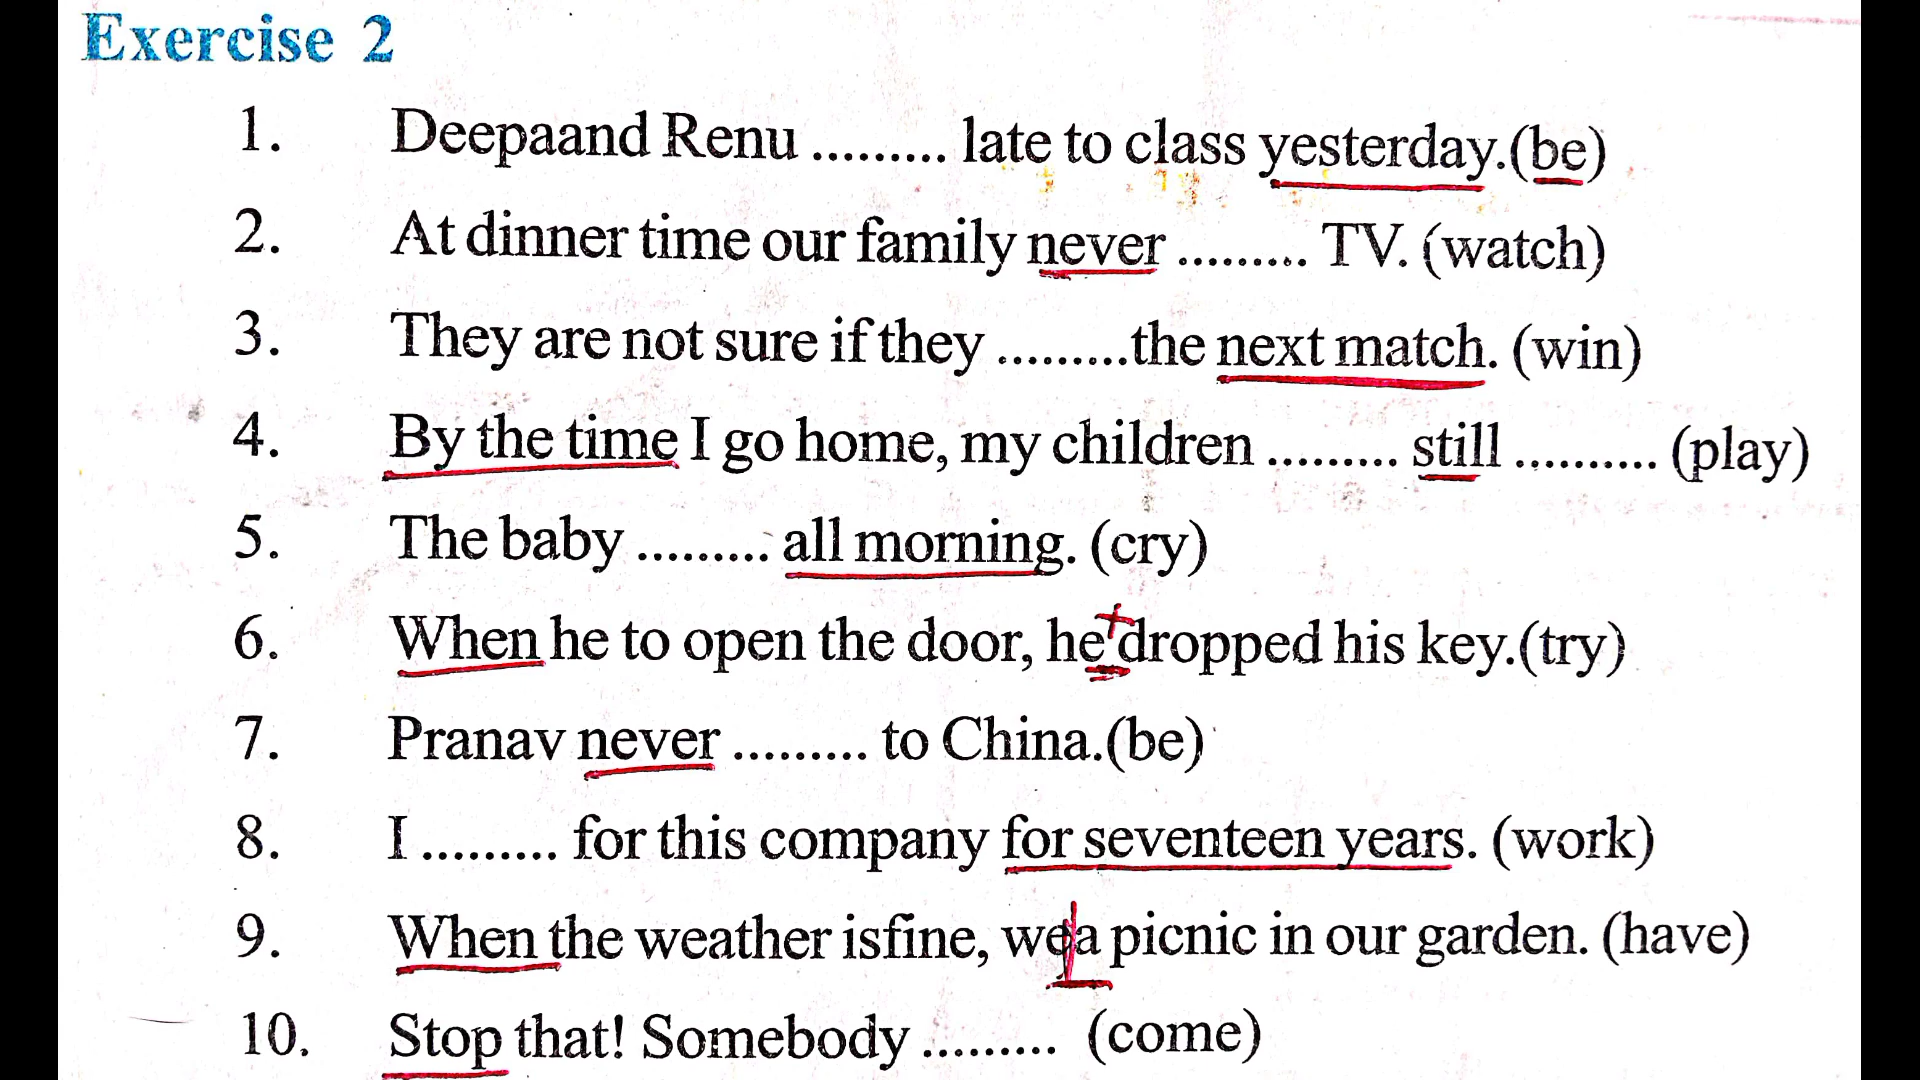 Exercise 2
1. Deepaand Renu ......... late to class yesterday.(be)
2. At dinner time our family never ......... TV. (watch)
3. They are not sure if they .........the next match. (win)
4. By the time I go home, my children ......... still .......... (play)
5. The baby ......... all morning. (cry)
6. When he to open the door, he dropped his key.(try)
7. Pranav never ......... to China.(be)
8. I ......... for this company for seventeen years. (work)
9. When the weather isfine, we a picnic in our garden. (have)
10. Stop that! Somebody ......... (come)